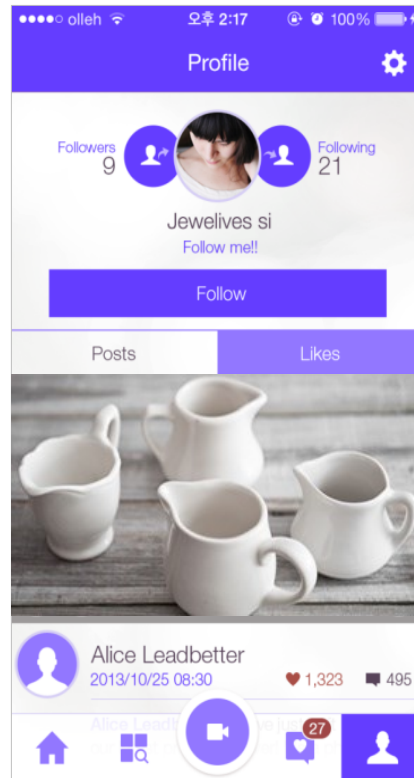 olleh 오후 2:17 100%
Profile
Followers
9
Following
21
Jewelives si
Follow me!!
Follow
Posts Likes
Alice Leadbetter
2013/10/25 08:30 1,323 495
27